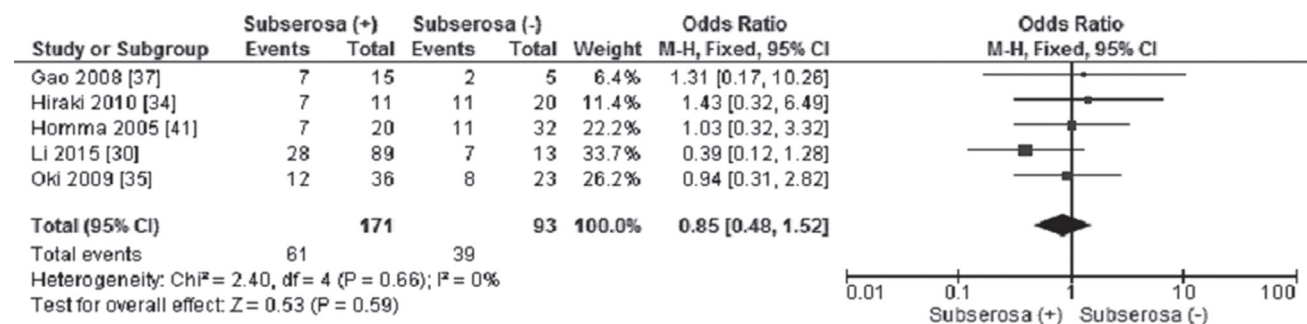 Subserosa (+) Subserosa (-) Odds Ratio Odds Ratio
Study or Subgroup Events Total Events Total Weight M-H, Fixed, 95% CI M-H, Fixed, 95% CI
Gao 2008 [37] 7 15 2 5 6.4% 1.31 [0.17, 10.26]
Hiraki 2010 [34] 7 11 11 20 11.4% 1.43 [0.32, 6.49]
Homma 2005 [41] 7 20 11 32 22.2% 1.03 [0.32, 3.32]
Li 2015 [30] 28 89 7 13 33.7% 0.39 [0.12, 1.28]
Oki 2009 [35] 12 36 8 23 26.2% 0.94 [0.31, 2.82]
Total (95% CI) 171 93 100.0% 0.85 [0.48, 1.52]
Total events 61 39
Heterogeneity: Chi² = 2.40, df = 4 (P = 0.66); I² = 0%
Test for overall effect: Z = 0.53 (P = 0.59)
0.01 0.1 1 10 100
Subserosa (+) Subserosa (-)